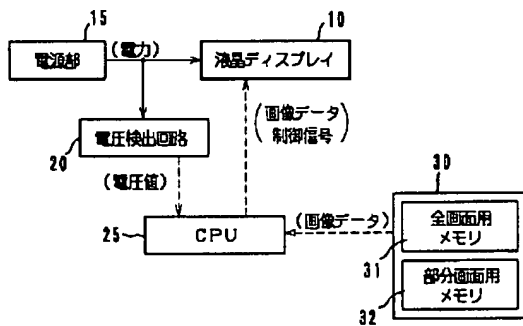 15
10
電源部
(電力)
液晶ディスプレイ
(画像データ
制御信号)
20
電圧検出回路
(電圧値)
30
25
CPU
(画像データ)
全画面用
メモリ
31
部分画面用
メモリ
32